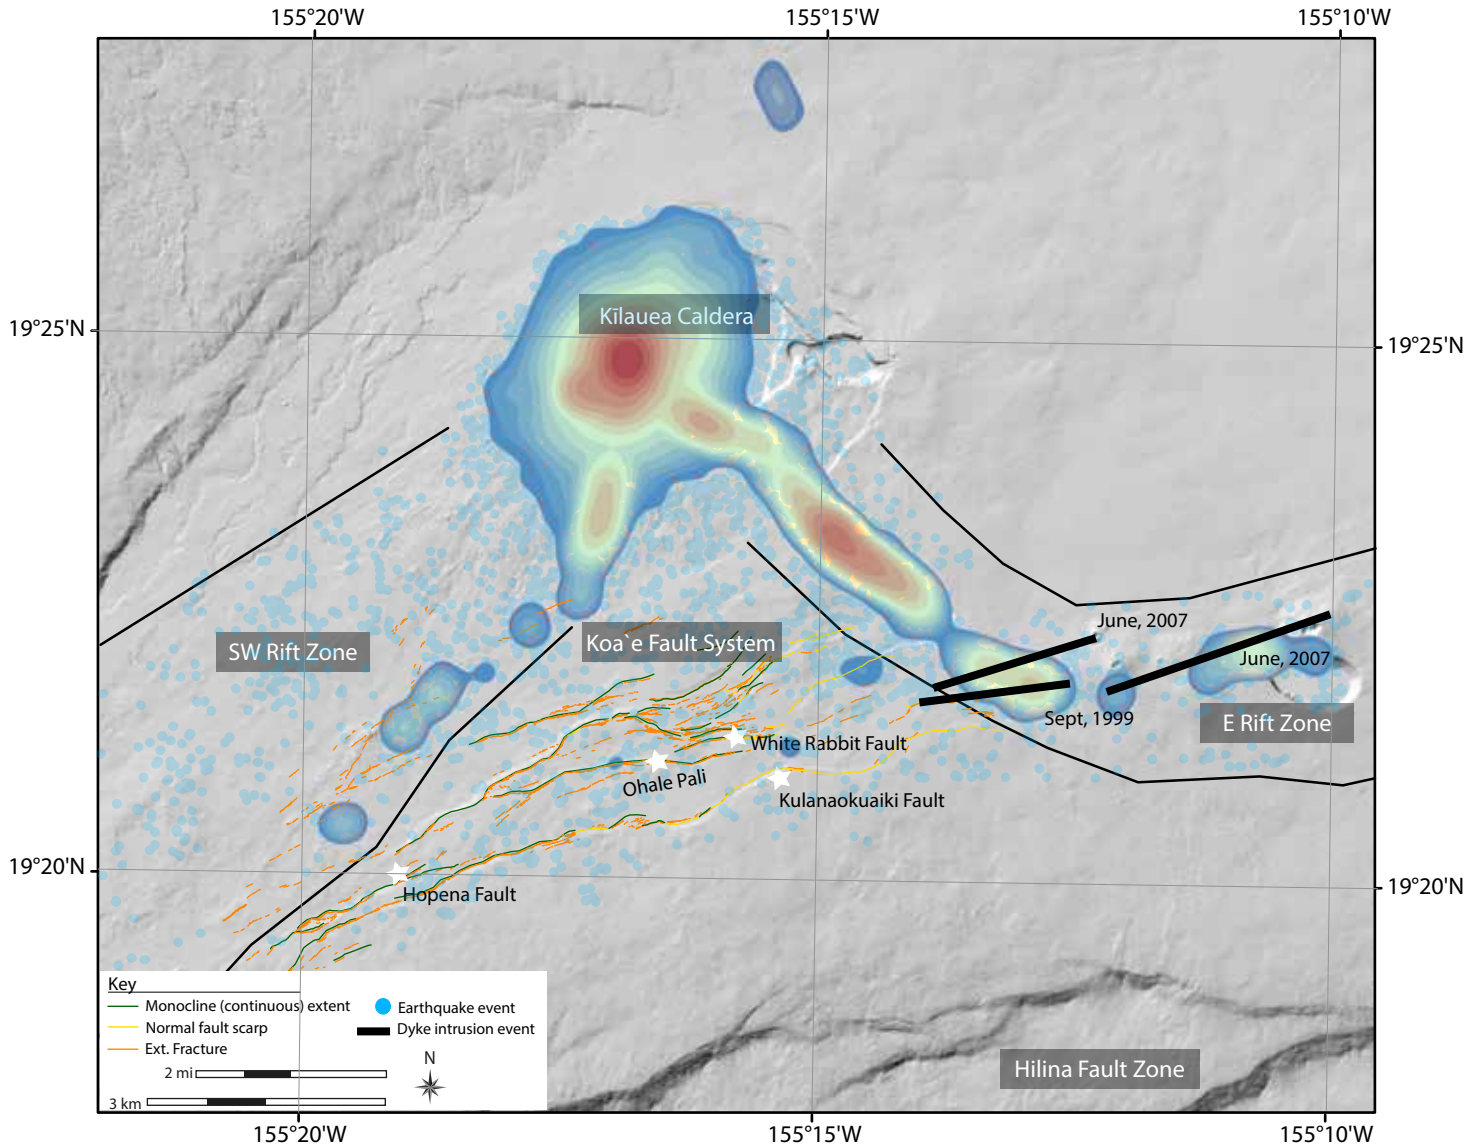 155°20'W
155°15'W
155°10'W
Kīlauea Caldera
19°25'N
19°25'N
June, 2007
SW Rift Zone
Koa`e Fault System
June, 2007
Sept, 1999
E Rift Zone
White Rabbit Fault
Ohale Pali
Kulanaokuaiki Fault
19°20'N
19°20'N
Hopena Fault
Key
Monocline (continuous) extent
Earthquake event
Normal fault scarp
Dyke intrusion event
Ext. Fracture
N
2 mi
3 km
Hilina Fault Zone
155°20'W
155°15'W
155°10'W